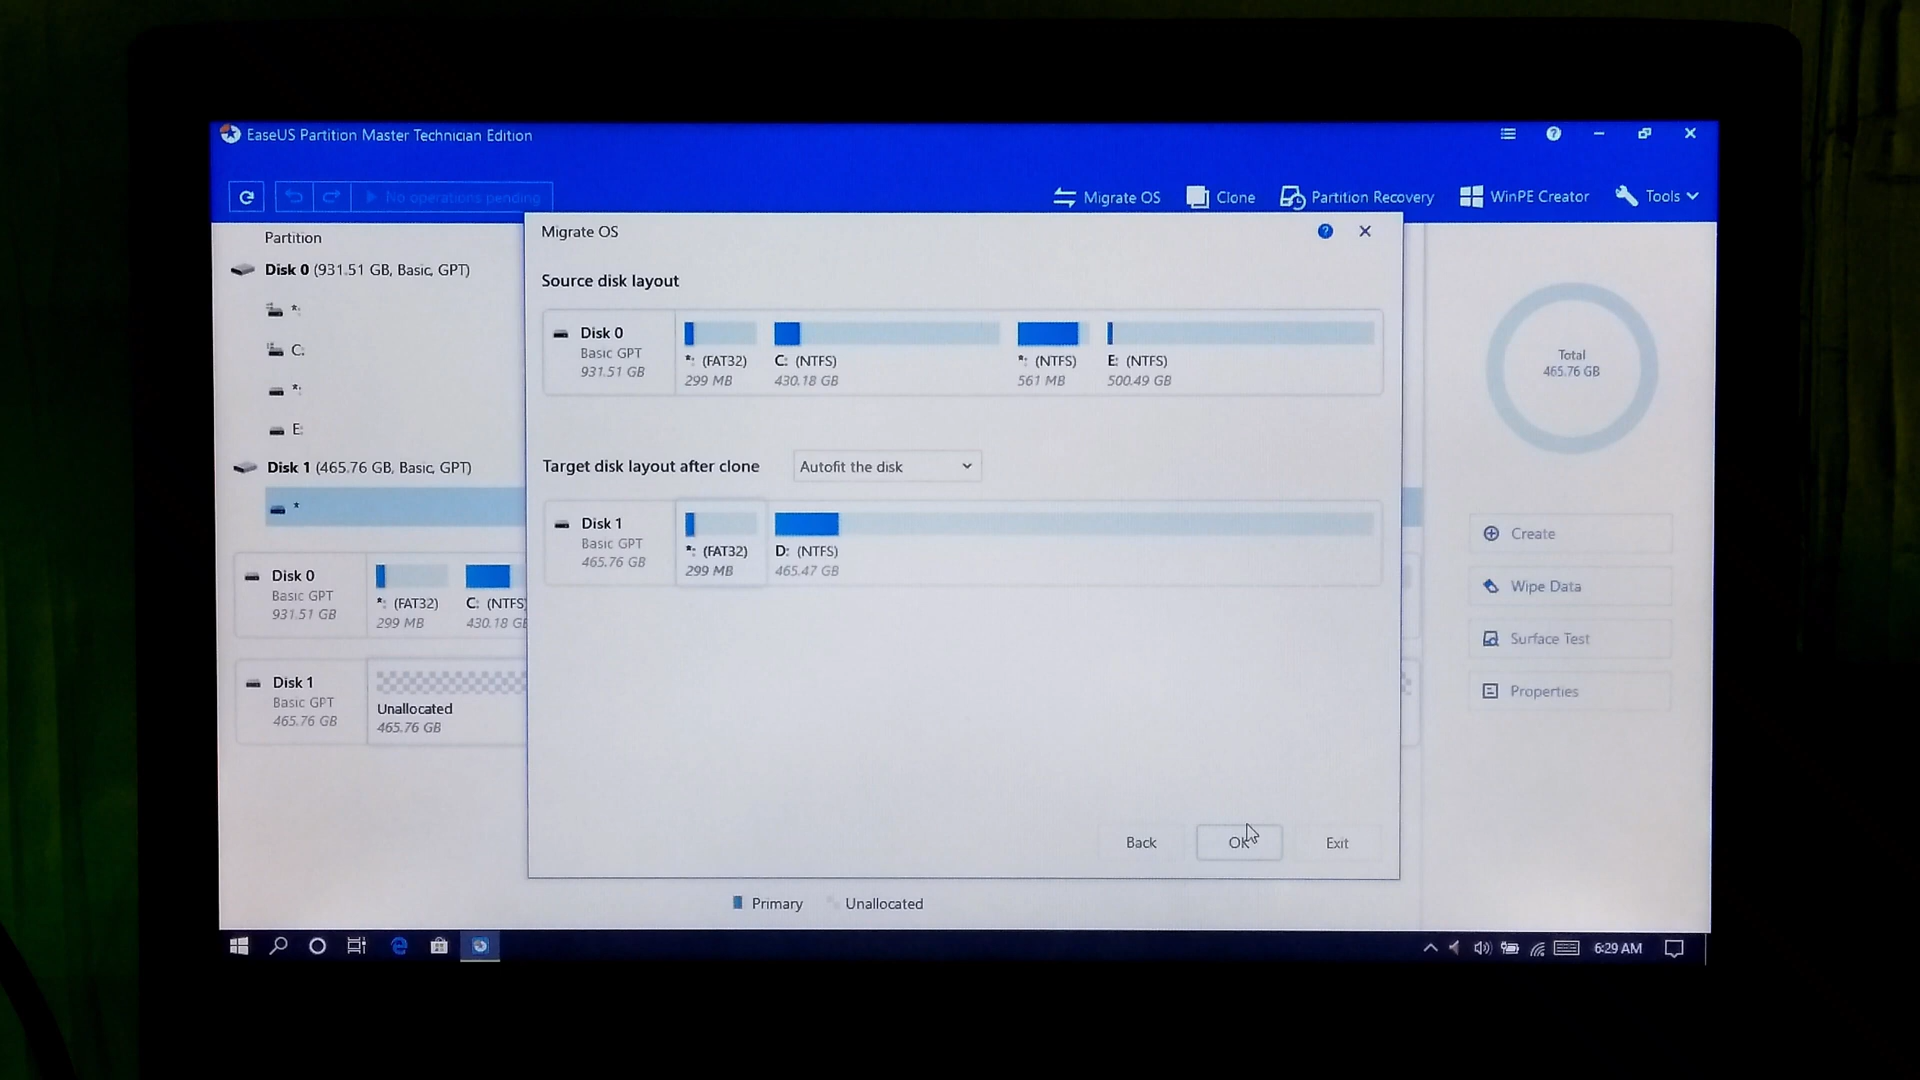 EaseUS Partition Master Technician Edition
No operations pending
Migrate OS
Clone
Partition Recovery
WinPE Creator
Tools
Partition
Disk 0 (931.51 GB, Basic, GPT)
*:
C:
*:
E:
Disk 1 (465.76 GB, Basic, GPT)
*
Disk 0
Basic GPT
931.51 GB
*: (FAT32)
299 MB
C: (NTFS
430.18 GB
Disk 1
Basic GPT
465.76 GB
Unallocated
465.76 GB
Migrate OS
Source disk layout
Disk 0
Basic GPT
931.51 GB
*: (FAT32)
299 MB
C: (NTFS)
430.18 GB
*: (NTFS)
561 MB
E: (NTFS)
500.49 GB
Target disk layout after clone
Autofit the disk
Disk 1
Basic GPT
465.76 GB
*: (FAT32)
299 MB
D: (NTFS)
465.47 GB
Back
OK
Exit
Total
465.76 GB
Create
Wipe Data
Surface Test
Properties
Primary
Unallocated
6:29 AM